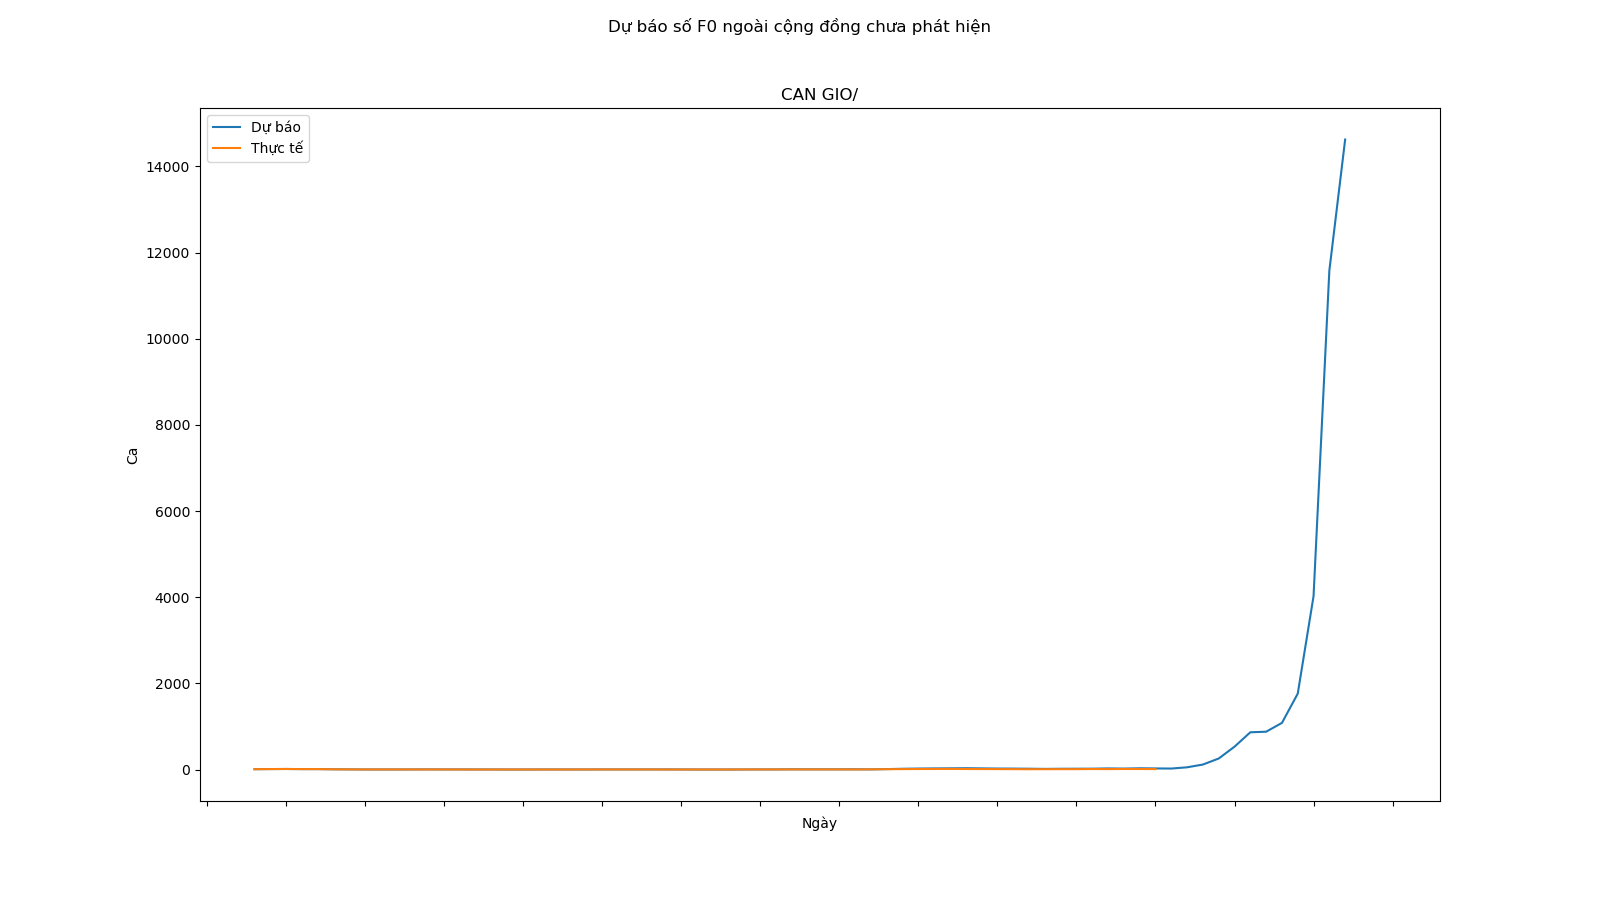 Dự báo số F0 ngoài cộng đồng chưa phát hiện
CAN GIO/
Dự báo
Thực tế
14000
12000
10000
8000
6000
4000
2000
0
Ca
Ngày